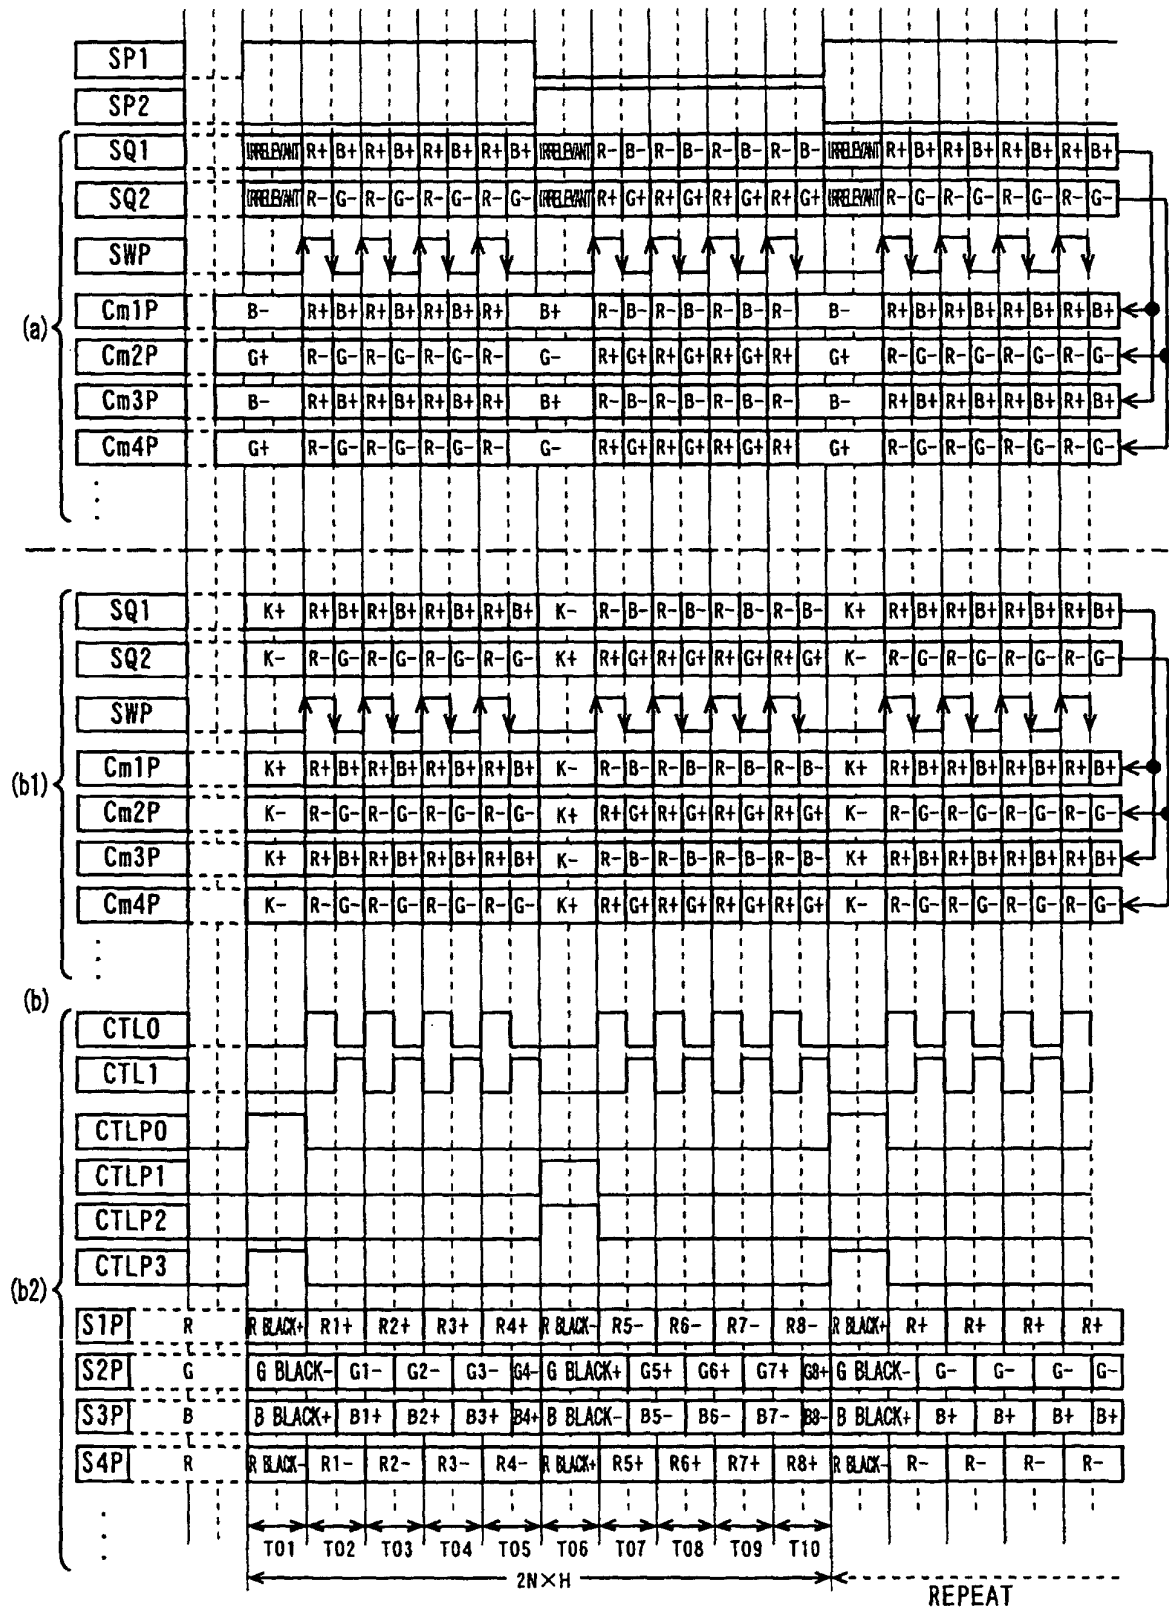 SP1
SP2
SQ1 IRRELEVANT R+ B+ R+ B+ R+ B+ R+ B+ IRRELEVANT R- B- R- B- R- B- R- B- IRRELEVANT R+ B+ R+ B+ R+ B+ R+ B+
SQ2 IRRELEVANT R- G- R- G- R- G- R- G- IRRELEVANT R+ G+ R+ G+ R+ G+ R+ G+ IRRELEVANT R- G- R- G- R- G- R- G-
SWP
(a)
Cm1P B- R+ B+ R+ B+ R+ B+ R+ B+ R- B- R- B- R- B- R- B- R+ B+ R+ B+ R+ B+ R+ B+
Cm2P G+ R- G- R- G- R- G- R- G- R+ G+ R+ G+ R+ G+ R+ G+ R- G- R- G- R- G- R- G-
Cm3P B- R+ B+ R+ B+ R+ B+ R+ B+ R- B- R- B- R- B- R- B- R+ B+ R+ B+ R+ B+ R+ B+
Cm4P G+ R- G- R- G- R- G- R- G- R+ G+ R+ G+ R+ G+ R+ G+ R- G- R- G- R- G- R- G-
SQ1 K+ R+ B+ R+ B+ R+ B+ R+ B+ K- R- B- R- B- R- B- R- B- K+ R+ B+ R+ B+ R+ B+ R+ B+
SQ2 K- R- G- R- G- R- G- R- G- K+ R+ G+ R+ G+ R+ G+ R+ G+ K- R- G- R- G- R- G- R- G-
SWP
(b1)
Cm1P K+ R+ B+ R+ B+ R+ B+ R+ B+ K- R- B- R- B- R- B- R- B- K+ R+ B+ R+ B+ R+ B+ R+ B+
Cm2P K- R- G- R- G- R- G- R- G- K+ R+ G+ R+ G+ R+ G+ R+ G+ K- R- G- R- G- R- G- R- G-
Cm3P K+ R+ B+ R+ B+ R+ B+ R+ B+ K- R- B- R- B- R- B- R- B- K+ R+ B+ R+ B+ R+ B+ R+ B+
Cm4P K- R- G- R- G- R- G- R- G- K+ R+ G+ R+ G+ R+ G+ R+ G+ K- R- G- R- G- R- G- R- G-
(b)
CTL0
CTL1
CTLP0
CTLP1
CTLP2
CTLP3
(b2)
S1P R R BLACK+ R1+ R2+ R3+ R4+ R BLACK- R5- R6- R7- R8- R BLACK+ R+ R+ R+ R+
S2P G G BLACK- G1- G2- G3- G4- G BLACK+ G5+ G6+ G7+ G8+ G BLACK- G- G- G- G-
S3P B B BLACK+ B1+ B2+ B3+ B4+ B BLACK- B5- B6- B7- B8- B BLACK+ B+ B+ B+ B+
S4P R R BLACK- R1- R2- R3- R4- R BLACK+ R5+ R6+ R7+ R8+ R BLACK- R- R- R- R-
T01 T02 T03 T04 T05 T06 T07 T08 T09 T10
2N×H
REPEAT